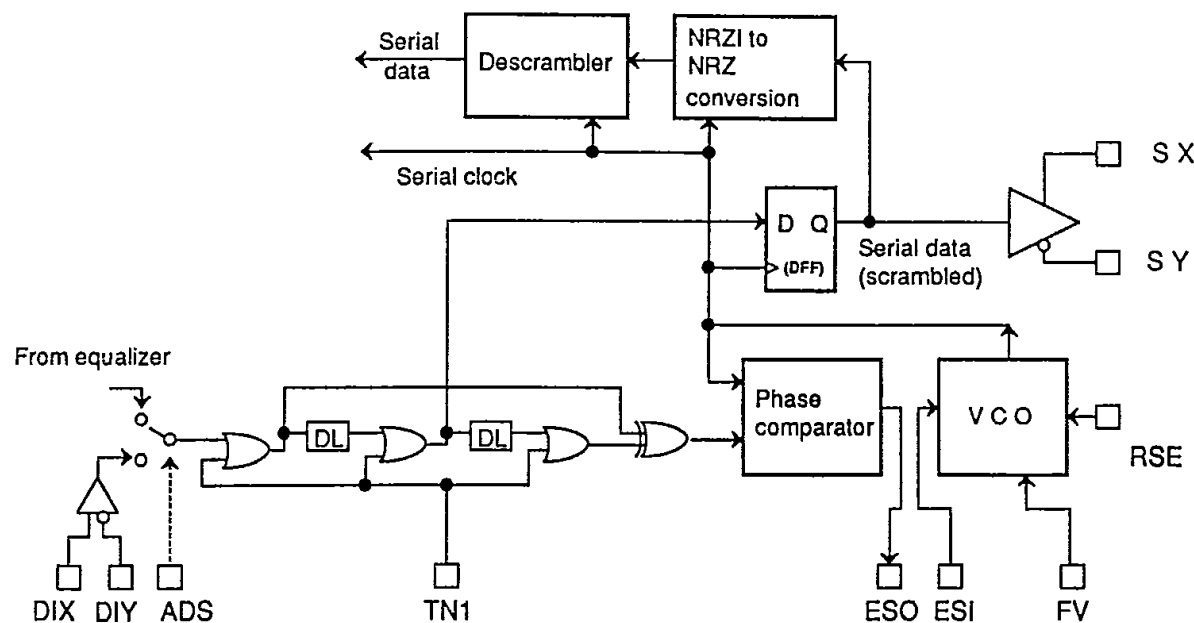 Serial
data
Descrambler
NRZI to
NRZ
conversion
Serial clock
S X
D Q
(DFF)
Serial data
(scrambled)
S Y
From equalizer
DL
DL
Phase
comparator
V C O
RSE
DIX
DIY
ADS
TN1
ESO
ESI
FV